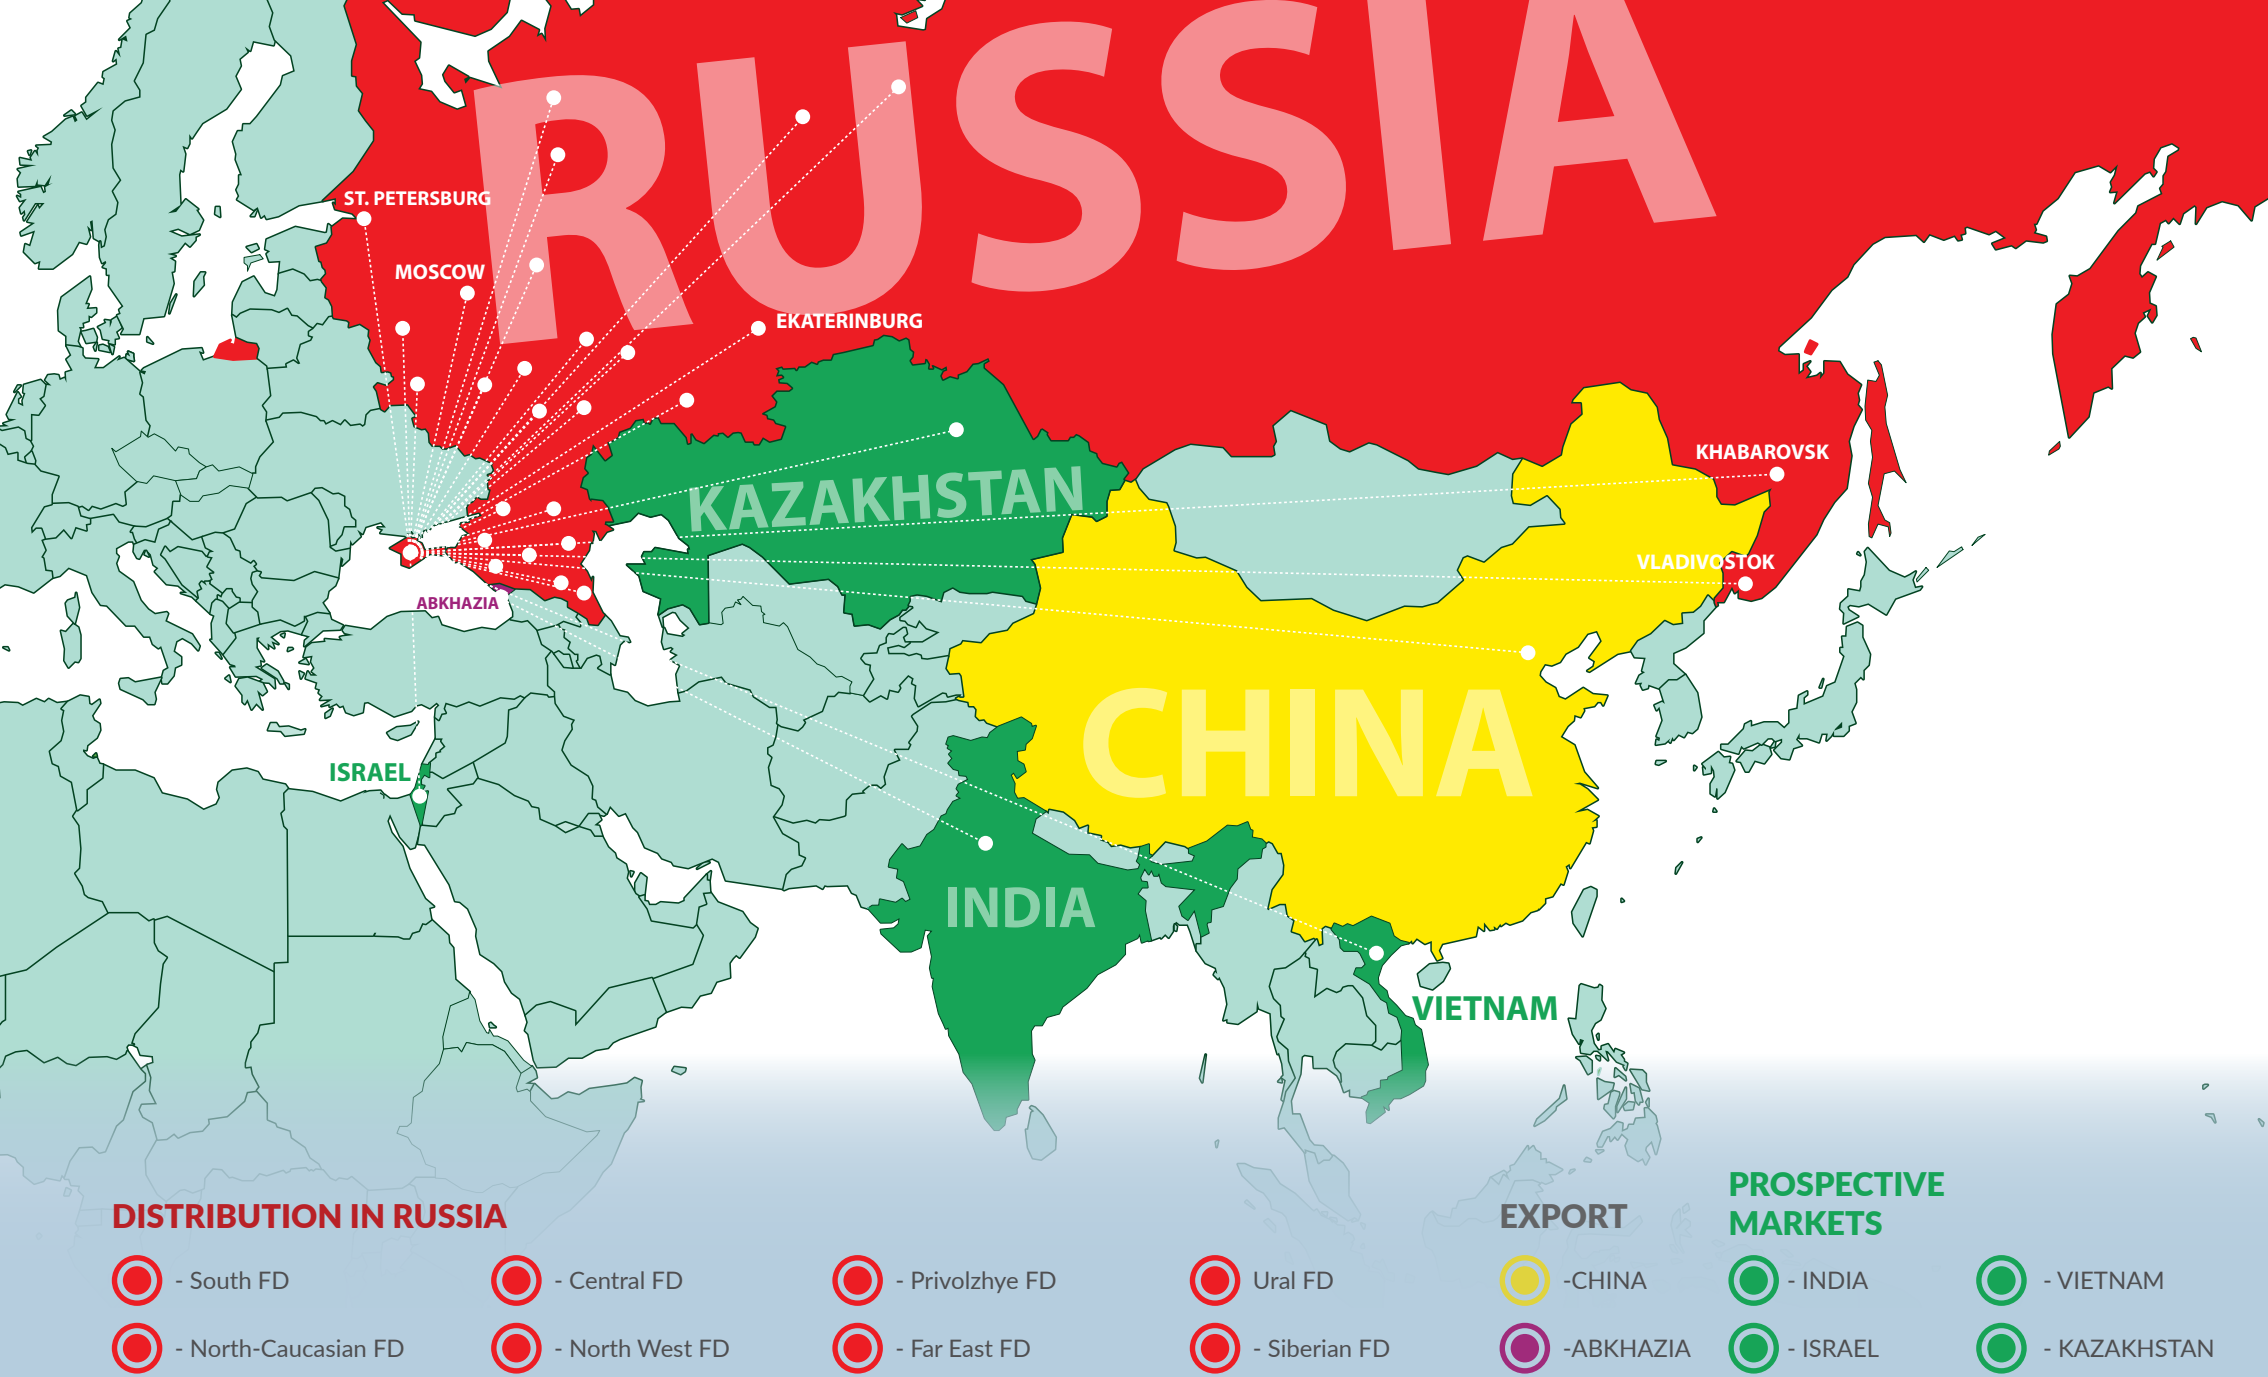 RUSSIA
ST. PETERSBURG
MOSCOW
EKATERINBURG
KHABAROVSK
KAZAKHSTAN
VLADIVOSTOK
ABKHAZIA
CHINA
ISRAEL
INDIA
VIETNAM
DISTRIBUTION IN RUSSIA
- South FD
- Central FD
- Privolzhye FD
Ural FD
- North-Caucasian FD
- North West FD
- Far East FD
- Siberian FD
EXPORT
-CHINA
-ABKHAZIA
PROSPECTIVE
MARKETS
- INDIA
- VIETNAM
- ISRAEL
- KAZAKHSTAN